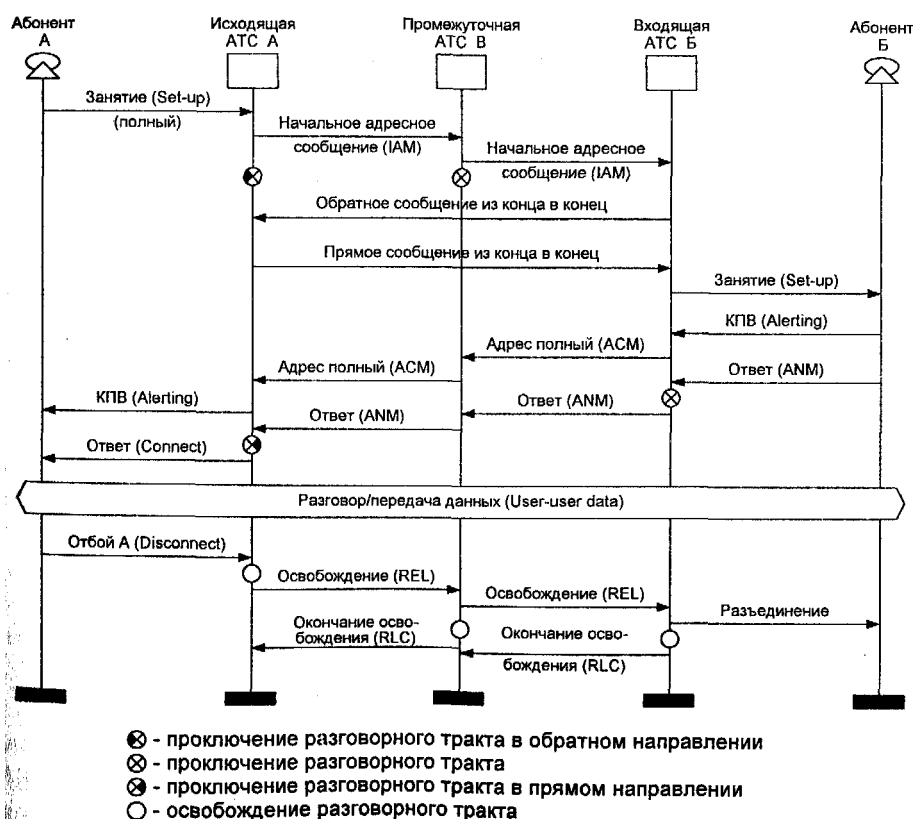 Абонент
А
Исходящая
АТС А
Промежуточная
АТС В
Входящая
АТС Б
Абонент
Б
Занятие (Set-up)
(полный)
Начальное адресное
сообщение (IAM)
Начальное адресное
сообщение (IAM)
Обратное сообщение из конца в конец
Прямое сообщение из конца в конец
Занятие (Set-up)
КПВ (Alerting)
Адрес полный (ACM)
Адрес полный (ACM)
Ответ (ANM)
КПВ (Alerting)
Ответ (ANM)
Ответ (ANM)
Ответ (Connect)
Разговор/передача данных (User-user data)
Отбой А (Disconnect)
Освобождение (REL)
Освобождение (REL)
Разъединение
Окончание осво-
бождения (RLC)
Окончание осво-
бождения (RLC)
- проключение разговорного тракта в обратном направлении
- проключение разговорного тракта
- проключение разговорного тракта в прямом направлении
- освобождение разговорного тракта